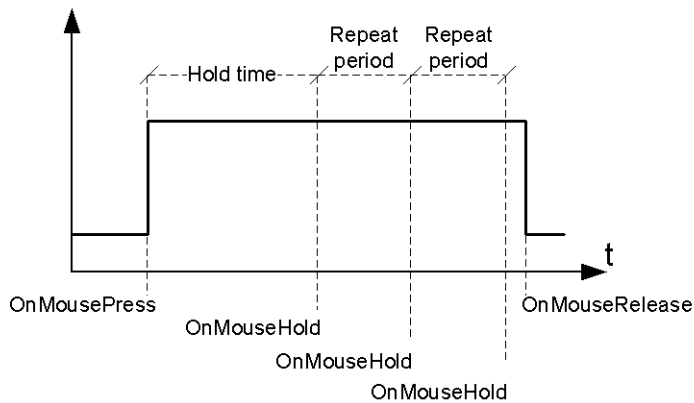 Repeat period
Repeat period
Hold time
t
OnMousePress
OnMouseRelease
OnMouseHold
OnMouseHold
OnMouseHold